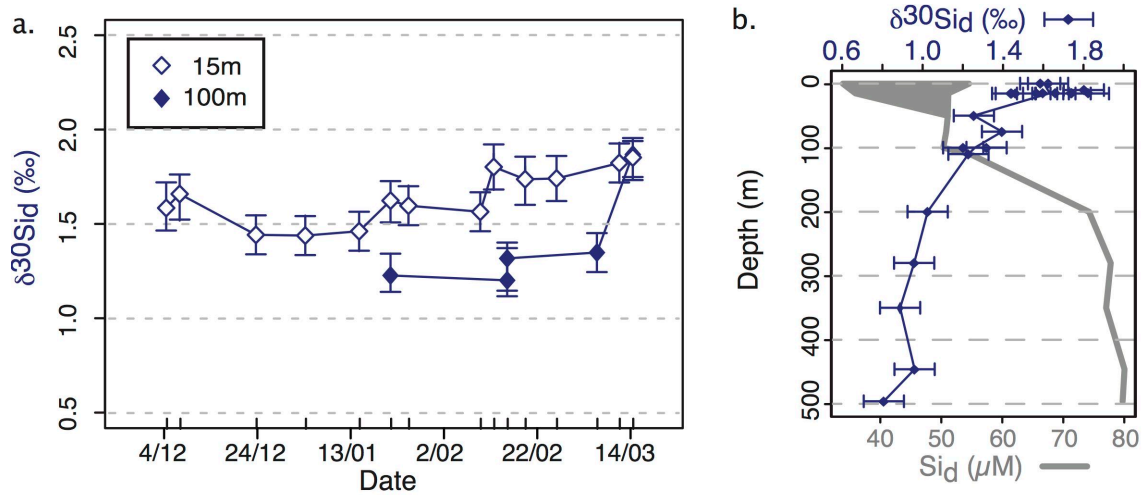 a.
δ30Sid (‰)
2.5
2.0
1.5
1.0
0.5
15m
100m
4/12 24/12 13/01 2/02 22/02 14/03
Date
b.
δ30Sid (‰)
0.6 1.0 1.4 1.8
Depth (m)
0
100
200
300
400
500
40 50 60 70 80
Sid (µM)